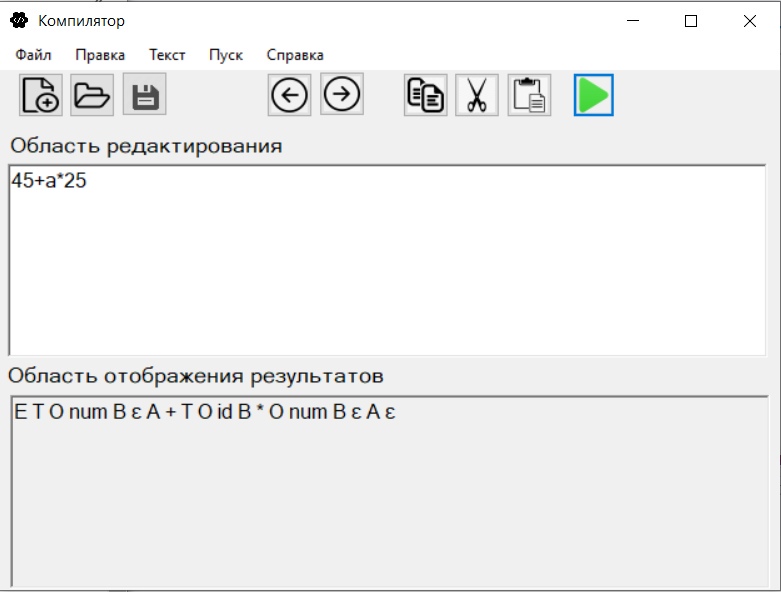 Компилятор
Файл Правка Текст Пуск Справка
Область редактирования
45+a*25
Область отображения результатов
E T O num B ε A + T O id B * O num B ε A ε